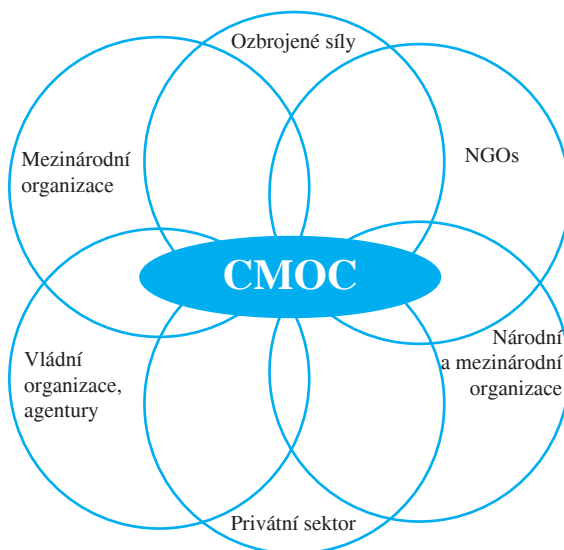 Ozbrojené síly
Mezinárodní
organizace
NGOs
CMOC
Vládní
organizace,
agentury
Národní
a mezinárodní
organizace
Privátní sektor